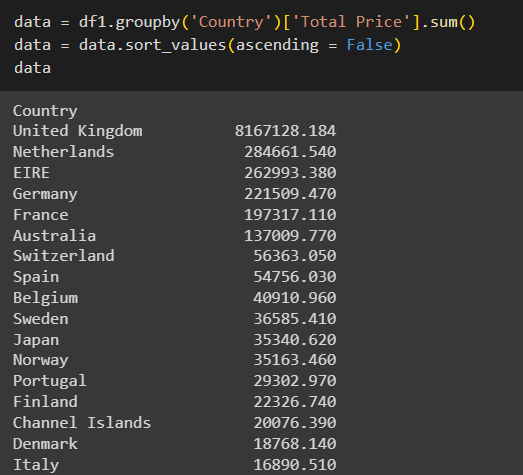 data = df1.groupby('Country')['Total Price'].sum()
data = data.sort_values(ascending = False)
data
Country
United Kingdom 8167128.184
Netherlands 284661.540
EIRE 262993.380
Germany 221509.470
France 197317.110
Australia 137009.770
Switzerland 56363.050
Spain 54756.030
Belgium 40910.960
Sweden 36585.410
Japan 35340.620
Norway 35163.460
Portugal 29302.970
Finland 22326.740
Channel Islands 20076.390
Denmark 18768.140
Italy 16890.510